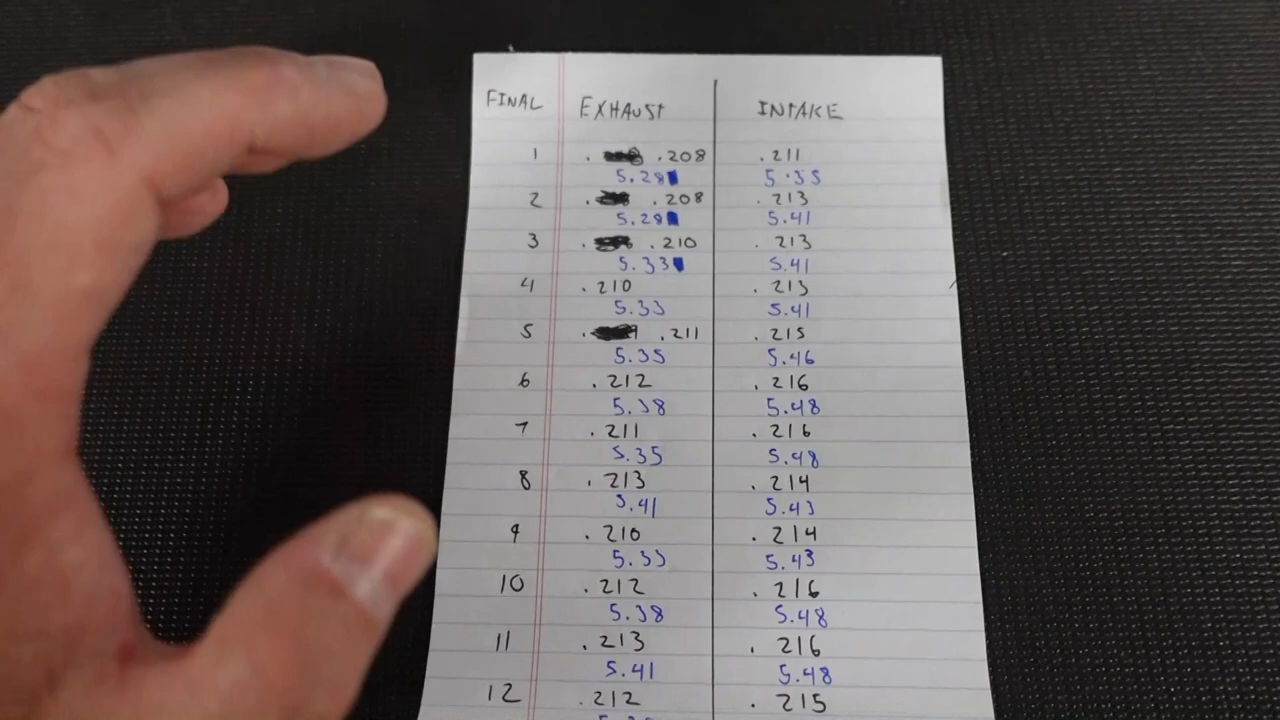 FINAL EXHAUST INTAKE
1 . .208 .211
5.28 5.35
2 . .208 .213
5.28 5.41
3 . .210 .213
5.33 5.41
4 .210 .213
5.33 5.41
5 . .211 .215
5.35 5.46
6 .212 .216
5.38 5.48
7 .211 .216
5.35 5.48
8 .213 .214
5.41 5.43
9 .210 .214
5.33 5.43
10 .212 .216
5.38 5.48
11 .213 .216
5.41 5.48
12 .212 .215